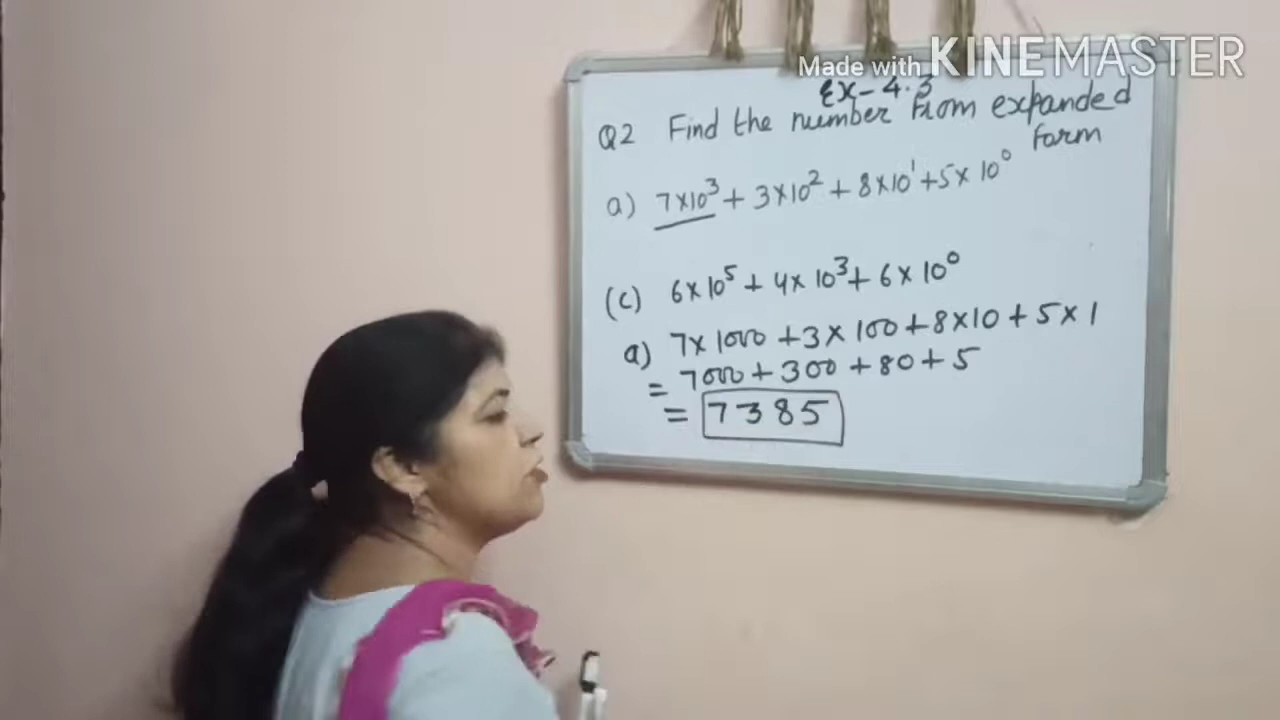 Made with KINEMASTER
Ex-4.3
Q2 Find the number from expanded
form
a) 7×10³ + 3×10² + 8×10¹ + 5×10⁰
(c) 6×10⁵ + 4×10³ + 6×10⁰
a) 7×1000 + 3×100 + 8×10 + 5×1
= 7000 + 300 + 80 + 5
= 7385